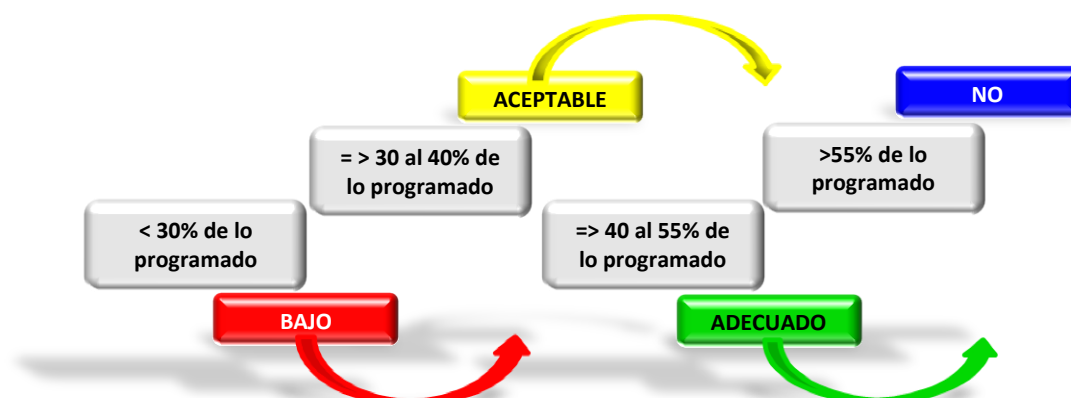 ACEPTABLE
NO
= > 30 al 40% de
lo programado
>55% de lo
programado
< 30% de lo
programado
=> 40 al 55% de
lo programado
BAJO
ADECUADO